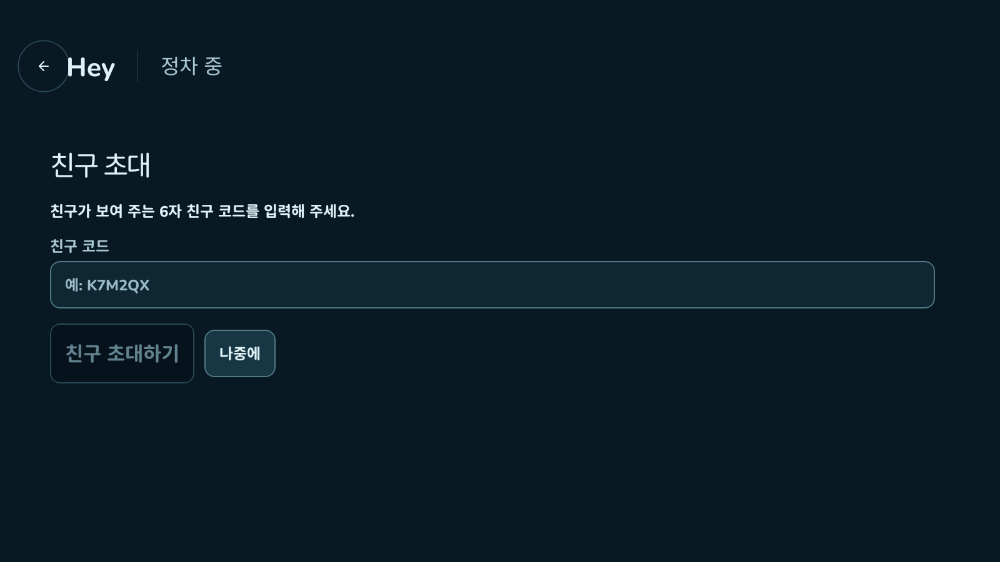 Hey
정차 중
친구 초대
친구가 보여 주는 6자 친구 코드를 입력해 주세요.
친구 코드
예: K7M2QX
친구 초대하기
나중에